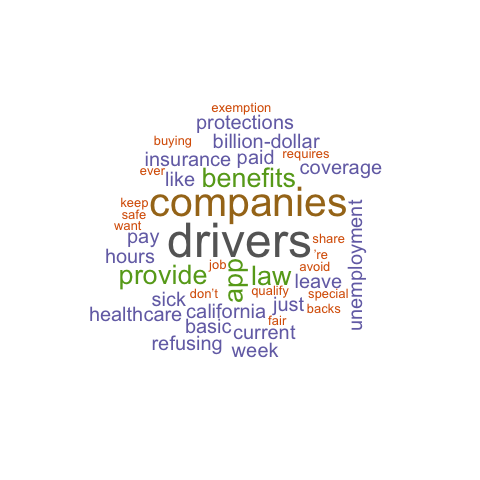 exemption
protections
buying
billion-dollar
insurance paid requires
ever like benefits coverage
keep companies
safe
want
pay drivers share
hours 're
job avoid
provide app law leave
unemployment
sick don't qualify special
healthcare california just backs
basic fair
current
refusing week